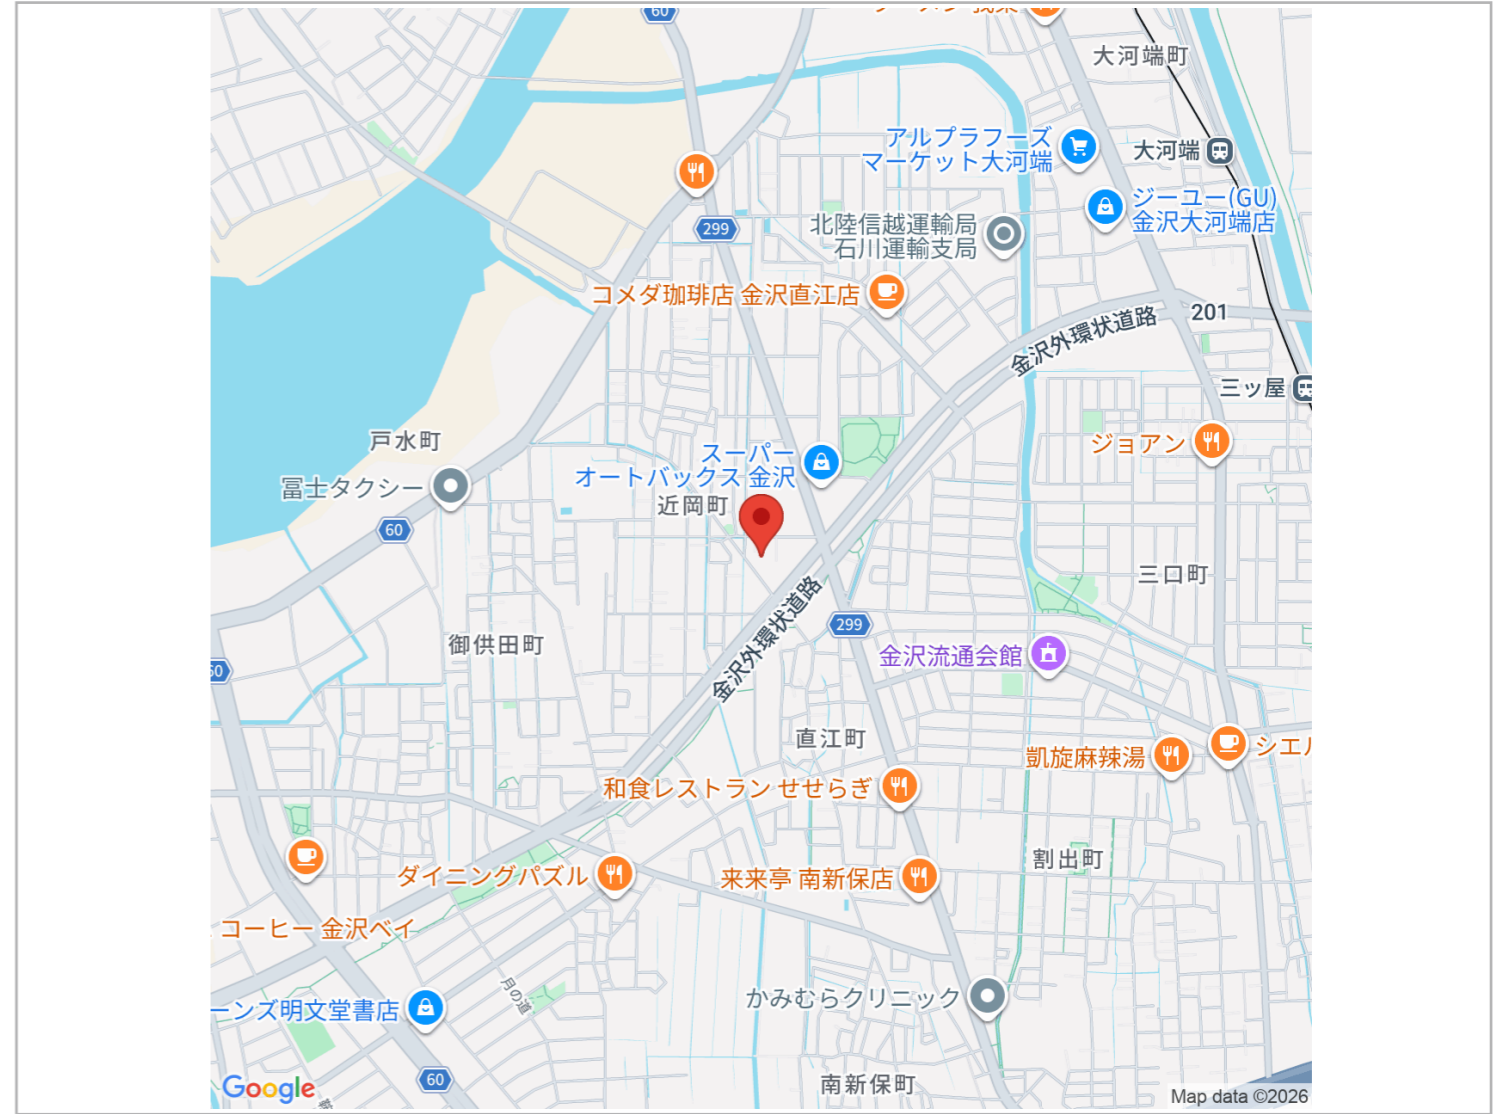 60
大河端町
アルプラフーズ
マーケット大河端
大河端
ジーユー(GU)
金沢大河端店
299
北陸信越運輸局
石川運輸支局
コメダ珈琲店 金沢直江店
201
金沢外環状道路
三ッ屋
戸水町
ジョアン
スーパー
オートバックス 金沢
冨士タクシー
近岡町
60
三口町
金沢外環状道路
299
御供田町
金沢流通会館
60
直江町
凱旋麻辣湯
シエル
和食レストラン せせらぎ
割出町
ダイニングパズル
来来亭 南新保店
コーヒー 金沢ベイ
月の道
かみむらクリニック
ーンズ明文堂書店
60
南新保町
Google
Map data ©2026